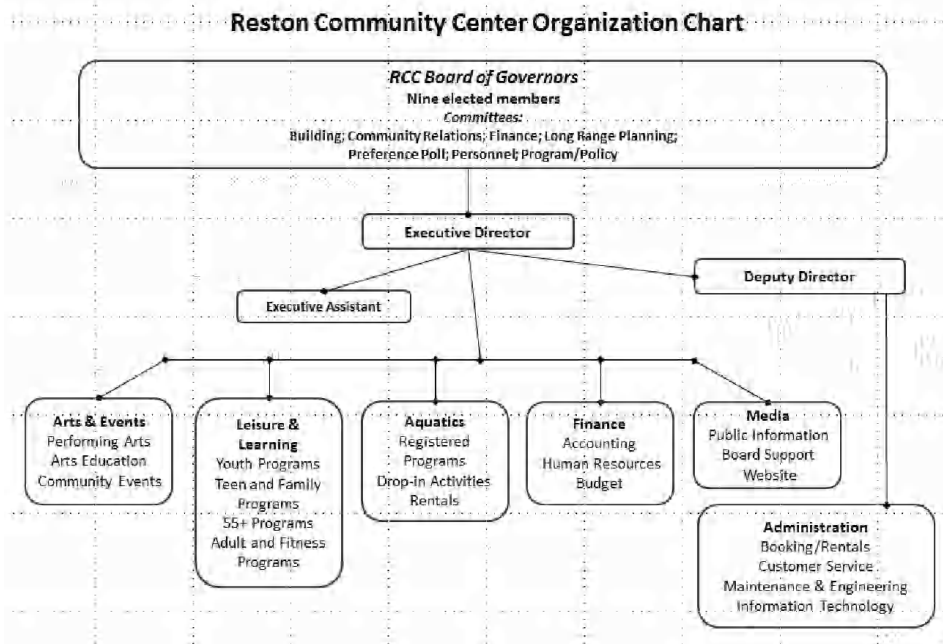 Reston Community Center Organization Chart
RCC Board of Governors
Nine elected members
Committees:
Building; Community Relations; Finance; Long Range Planning;
Preference Poll; Personnel; Program/Policy
Executive Director
Deputy Director
Executive Assistant
Arts & Events
Performing Arts
Arts Education
Community Events
Leisure &
Learning
Youth Programs
Teen and Family
Programs
55+ Programs
Adult and Fitness
Programs
Aquatics
Registered
Programs
Drop-in Activities
Rentals
Finance
Accounting
Human Resources
Budget
Media
Public Information
Board Support
Website
Administration
Booking/Rentals
Customer Service
Maintenance & Engineering
Information Technology